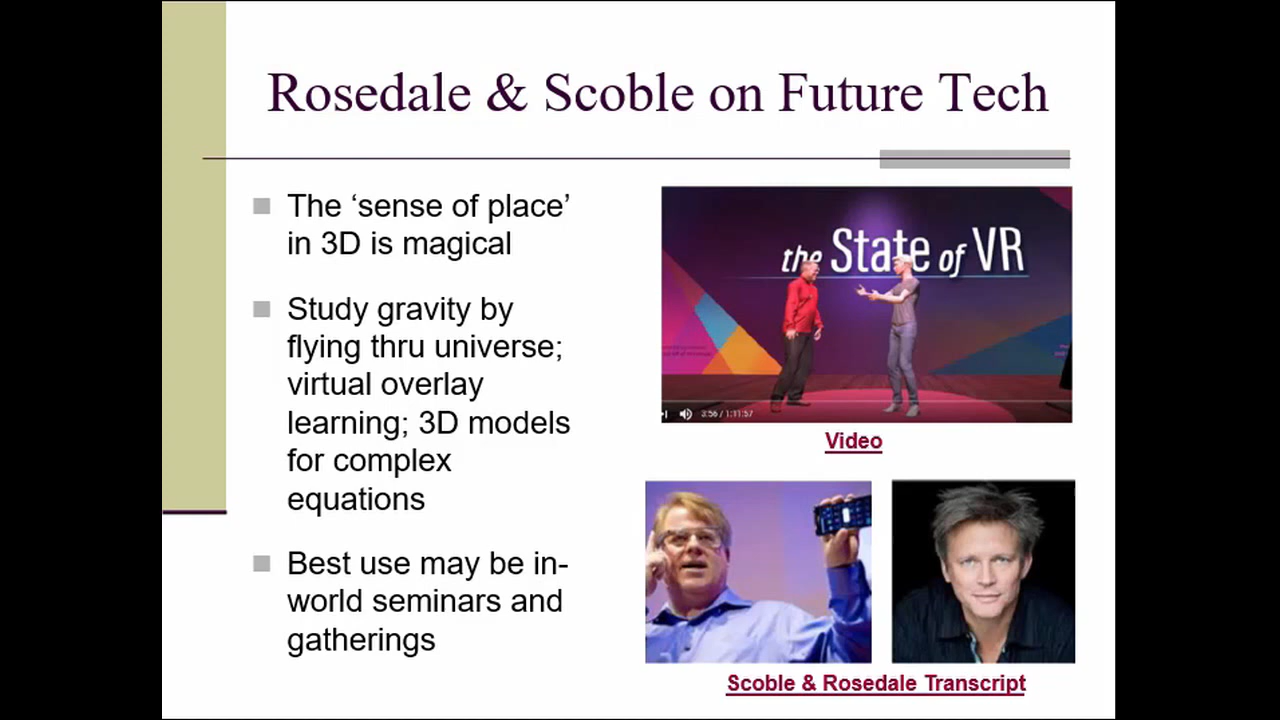 Rosedale & Scoble on Future Tech
The ‘sense of place’
in 3D is magical
Study gravity by
flying thru universe;
virtual overlay
learning; 3D models
for complex
equations
Best use may be in-
world seminars and
gatherings
the State of VR
3:56 / 1:11:57
Video
Scoble & Rosedale Transcript